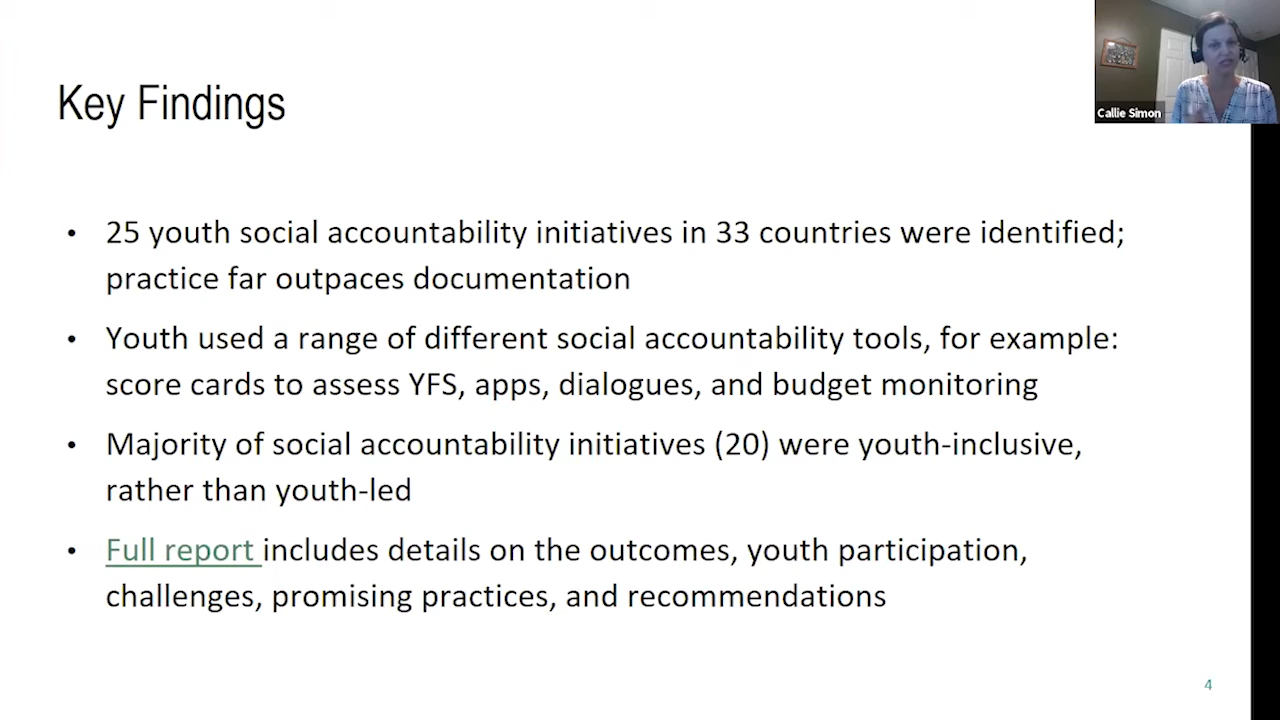 Callie Simon
Key Findings
• 25 youth social accountability initiatives in 33 countries were identified;
practice far outpaces documentation
• Youth used a range of different social accountability tools, for example:
score cards to assess YFS, apps, dialogues, and budget monitoring
• Majority of social accountability initiatives (20) were youth-inclusive,
rather than youth-led
• Full report includes details on the outcomes, youth participation,
challenges, promising practices, and recommendations
4